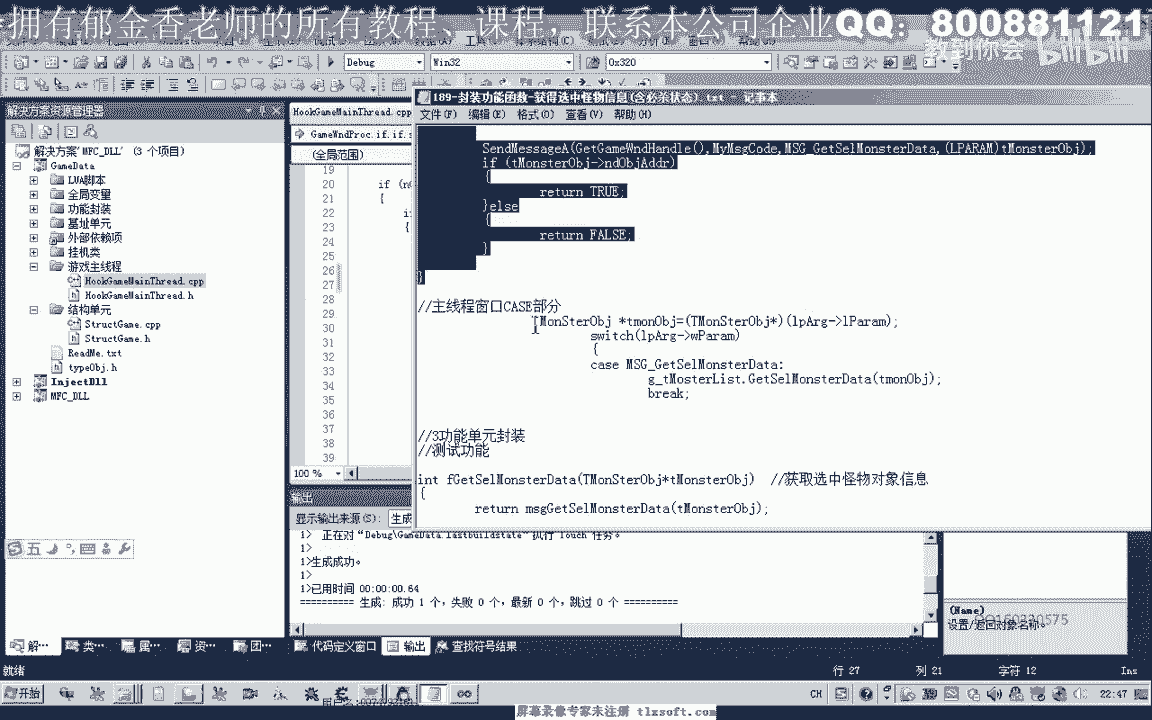 拥有郁金香老师的所有教程、课程，联系本公司企业QQ：800881121
教到你会 bilibili
Debug
Win32
0x320
解决方案资源管理器
解决方案'MFC_DLL' (3 个项目)
GameData
LUA脚本
全局变量
功能封装
基址单元
外部依赖项
挂机类
游戏主线程
HookGameMainThread.cpp
HookGameMainThread.h
结构单元
StructGame.cpp
StructGame.h
ReadMe.txt
typeObj.h
InjectDll
MFC_DLL
HookGameMainThread.cpp
GameWndProc.if.if.s
(全局范围)
19
20 if (n
21 {
22 if
23 {
24
25
26
27
28
29
30
31
32
33
34
35
36
37
38
39
100 %
189-封装功能函数-获得选中怪物信息(含必杀状态).txt - 记事本
文件(F) 编辑(E) 格式(O) 查看(V) 帮助(H)
SendMessageA(GetGameWndHandle(),MyMsgCode,MSG_GetSelMonsterData,(LPARAM)tMonsterObj);
if (tMonsterObj->ndObjAddr)
{
return TRUE;
}else
{
return FALSE;
}
}
//主线程窗口CASE部分
TMonSterObj *tmonObj=(TMonSterObj*)(lpArg->lParam);
switch(lpArg->wParam)
{
case MSG_GetSelMonsterData:
g_tMosterList.GetSelMonsterData(tmonObj);
break;
//3功能单元封装
//测试功能
int fGetSelMonsterData(TMonSterObj*tMonsterObj) //获取选中怪物对象信息
{
return msgGetSelMonsterData(tMonsterObj);
输出
显示输出来源(S): 生成
1> 正在对“Debug\GameData.lastbuildstate”执行 Touch 任务。
1>
1>生成成功。
1>
1>已用时间 00:00:00.64
========== 生成: 成功 1 个，失败 0 个，最新 0 个，跳过 0 个 ==========
(Name)
设置/返回对象名称。
解... 类... 属... 资... 团...
代码定义窗口 输出 查找符号结果
就绪
行 27 列 21 字符 12 Ins
开始
CH
22:47
屏幕录像专家未注册 tlxsoft.com